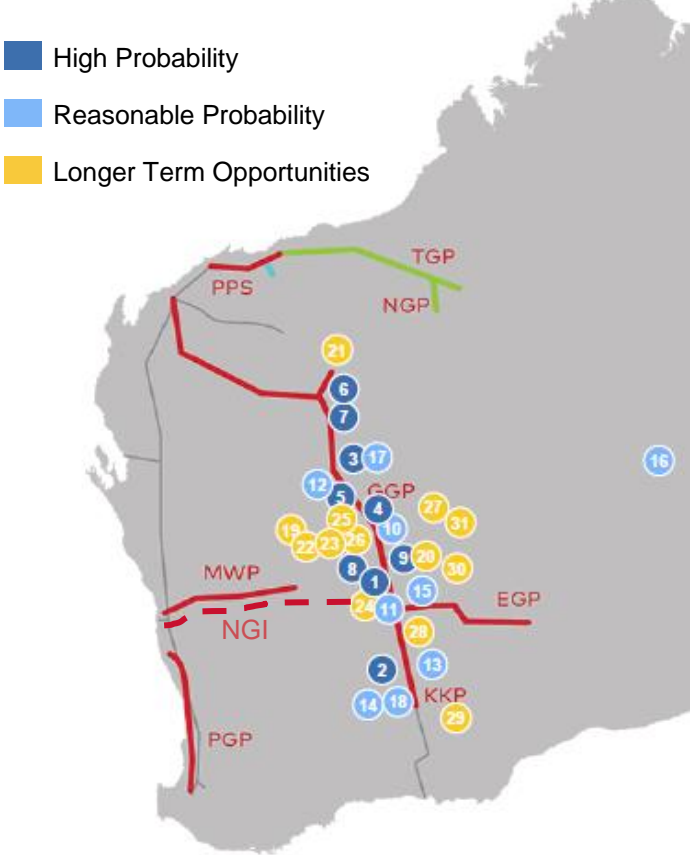 High Probability
Reasonable Probability
Longer Term Opportunities
TGP
PPS
NGP
21
6
7
3
17
16
12
5
GGP
4
27
25
10
31
19
22
23
26
9
20
8
30
MWP
1
15
24
11
EGP
NGI
28
2
13
14
18
KKP
29
PGP